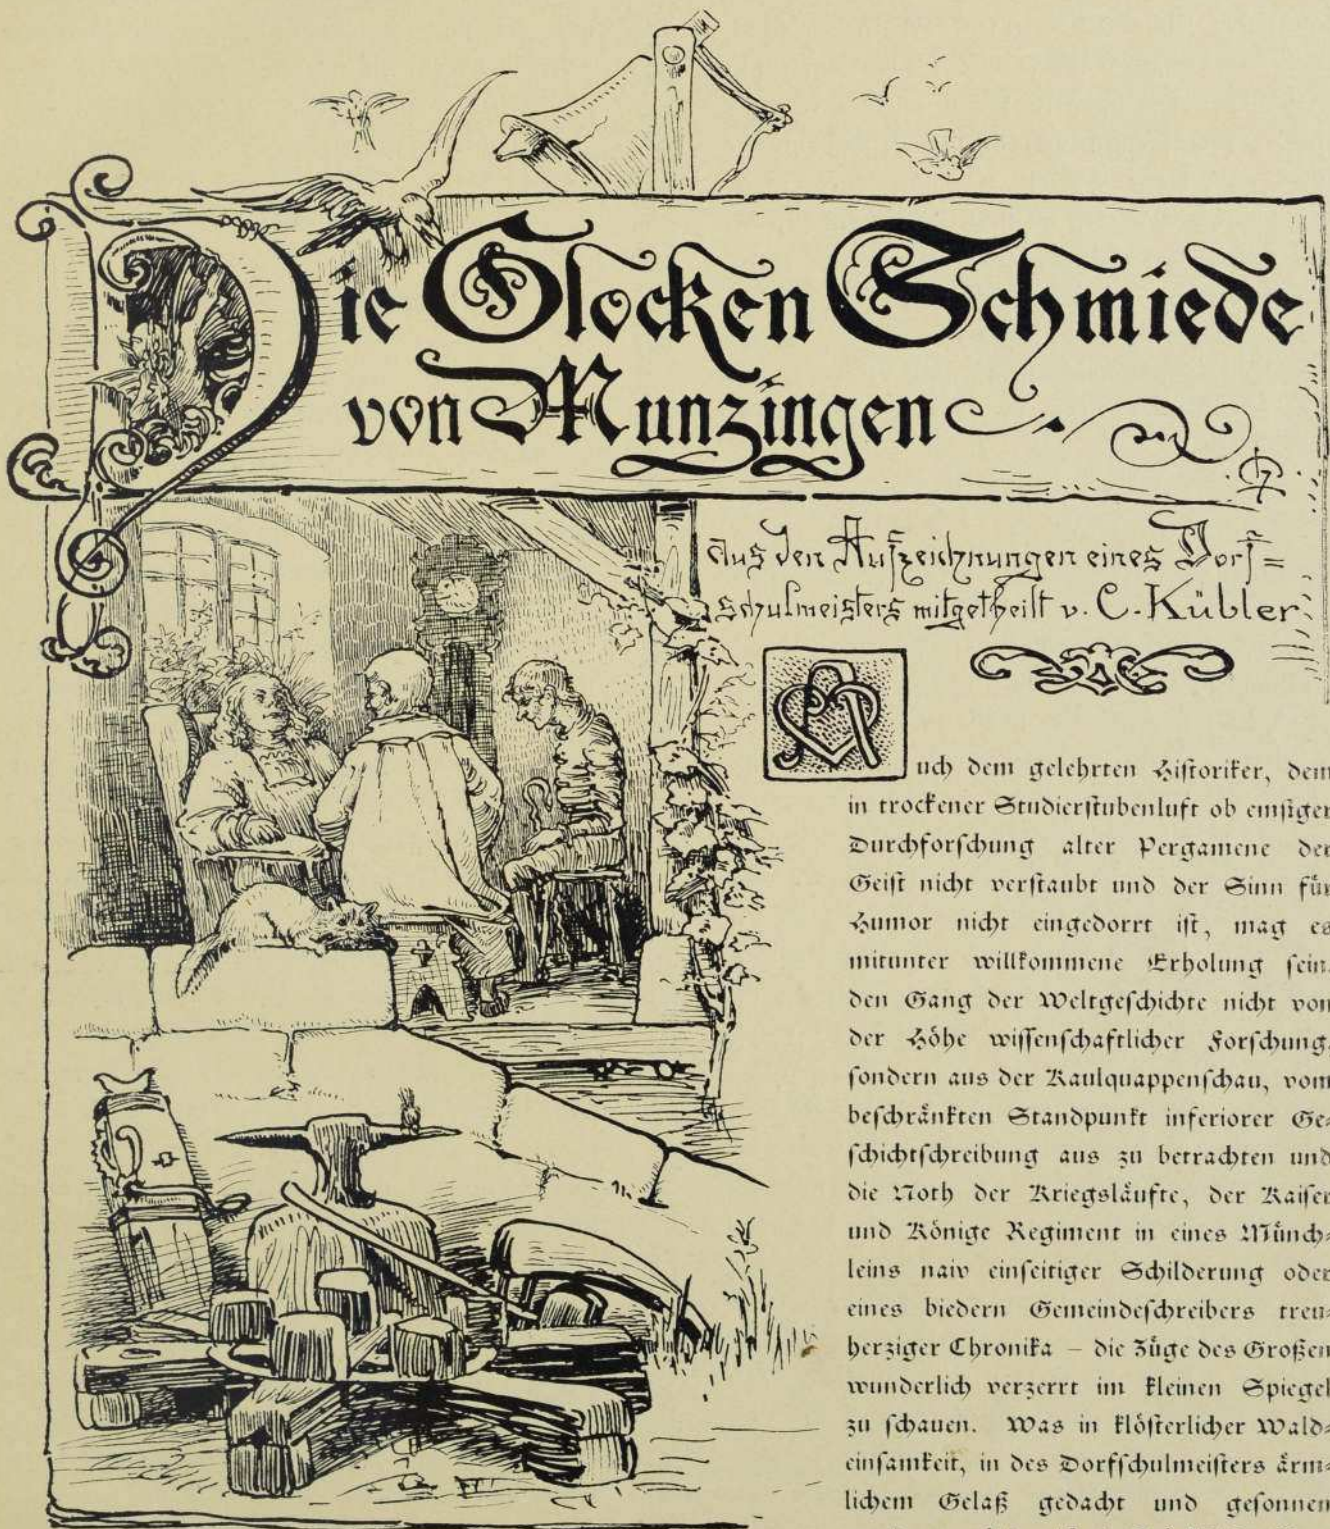 Die Glocken Schmiede
von Munzingen
Aus den Aufzeichnungen eines Dorf=
schulmeisters mitgetheilt v. C. Kübler
Auch dem gelehrten Historiker, dem
in trockener Studierstubenluft ob emsiger
Durchforschung alter Pergamene der
Geist nicht verstaubt und der Sinn für
Humor nicht eingedorrt ist, mag es
mitunter willkommene Erholung sein,
den Gang der Weltgeschichte nicht von
der Höhe wissenschaftlicher Forschung,
sondern aus der Kaulquappenschau, vom
beschränkten Standpunkt inferiorer Ge=
schichtschreibung aus zu betrachten und
die Noth der Kriegsläufte, der Kaiser
und Könige Regiment in eines Münch=
leins naiv einseitiger Schilderung oder
eines biedern Gemeindeschreibers treu=
herziger Chronika – die Züge des Großen
wunderlich verzerrt im kleinen Spiegel
zu schauen. Was in klösterlicher Wald=
einsamkeit, in des Dorfschulmeisters ärm=
lichem Gelaß gedacht und gesonnen